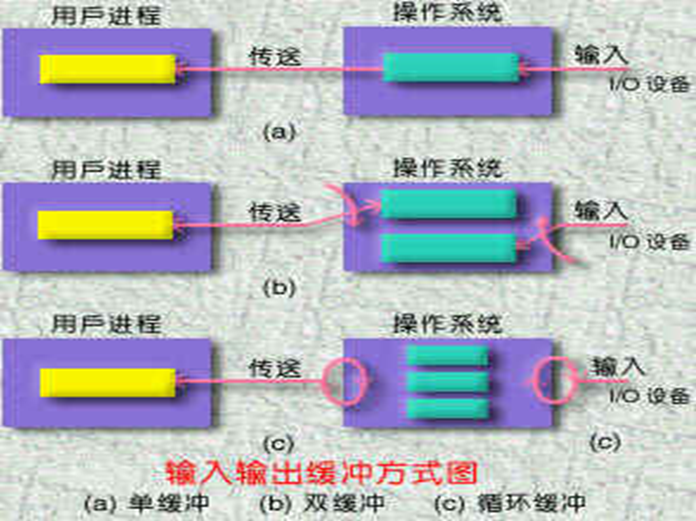 用戶进程 操作系统
传送 输入
I/O 设备
(a)
用戶进程 操作系统
传送 输入
I/O 设备
(b)
用戶进程 操作系统
传送 输入
I/O 设备
(c) (c)
输入输出缓冲方式图
(a) 单缓冲 (b) 双缓冲 (c) 循环缓冲